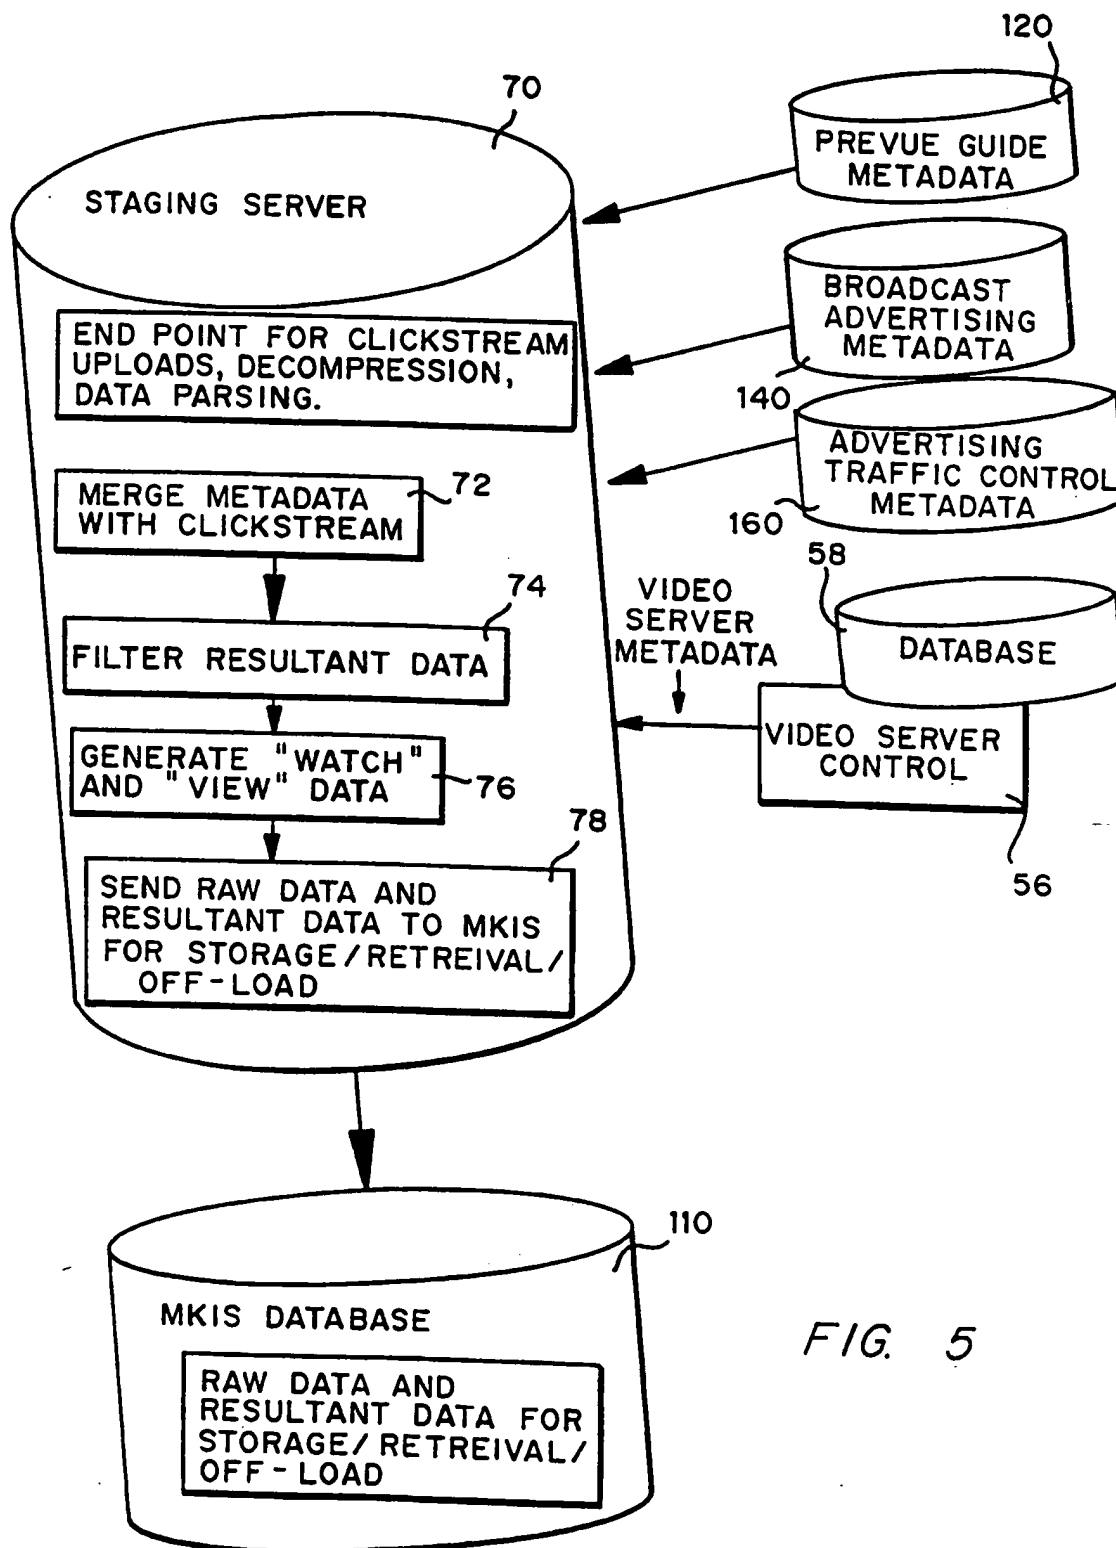 120
70
PREVUE GUIDE
METADATA
STAGING SERVER
BROADCAST
ADVERTISING
METADATA
140
END POINT FOR CLICKSTREAM
UPLOADS, DECOMPRESSION,
DATA PARSING.
ADVERTISING
TRAFFIC CONTROL
METADATA
160
72
MERGE METADATA
WITH CLICKSTREAM
58
VIDEO
SERVER
METADATA
DATABASE
74
FILTER RESULTANT DATA
VIDEO SERVER
CONTROL
56
GENERATE "WATCH"
AND "VIEW" DATA
76
78
SEND RAW DATA AND
RESULTANT DATA TO MKIS
FOR STORAGE/RETREIVAL/
OFF-LOAD
110
MKIS DATABASE
RAW DATA AND
RESULTANT DATA FOR
STORAGE/RETREIVAL/
OFF-LOAD
FIG. 5